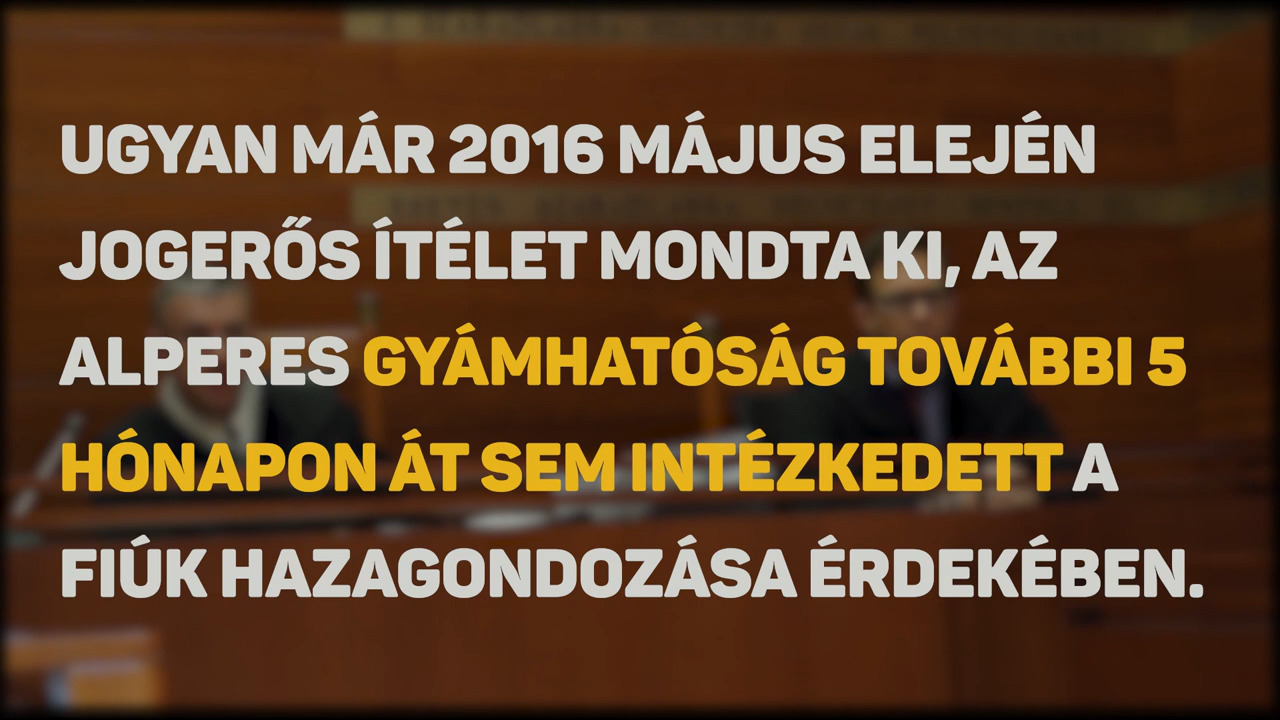 UGYAN MÁR 2016 MÁJUS ELEJÉN
JOGERŐS ÍTÉLET MONDTA KI, AZ
ALPERES GYÁMHATÓSÁG TOVÁBBI 5
HÓNAPON ÁT SEM INTÉZKEDETT A
FIÚK HAZAGONDOZÁSA ÉRDEKÉBEN.